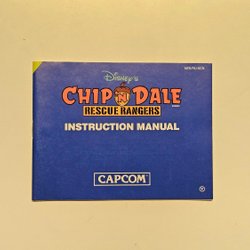 Disney's
CHIP 'N DALE
RESCUE RANGERS
INSTRUCTION MANUAL
CAPCOM